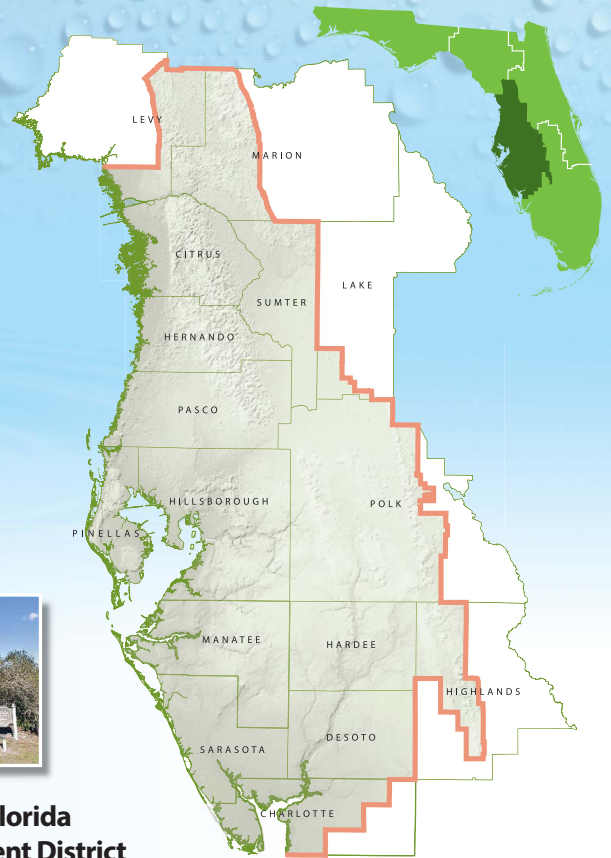 LEVY
MARION
CITRUS
LAKE
SUMTER
HERNANDO
PASCO
HILLSBOROUGH
POLK
PINELLAS
MANATEE
HARDEE
HIGHLANDS
DESOTO
SARASOTA
CHARLOTTE
lorida
ent District